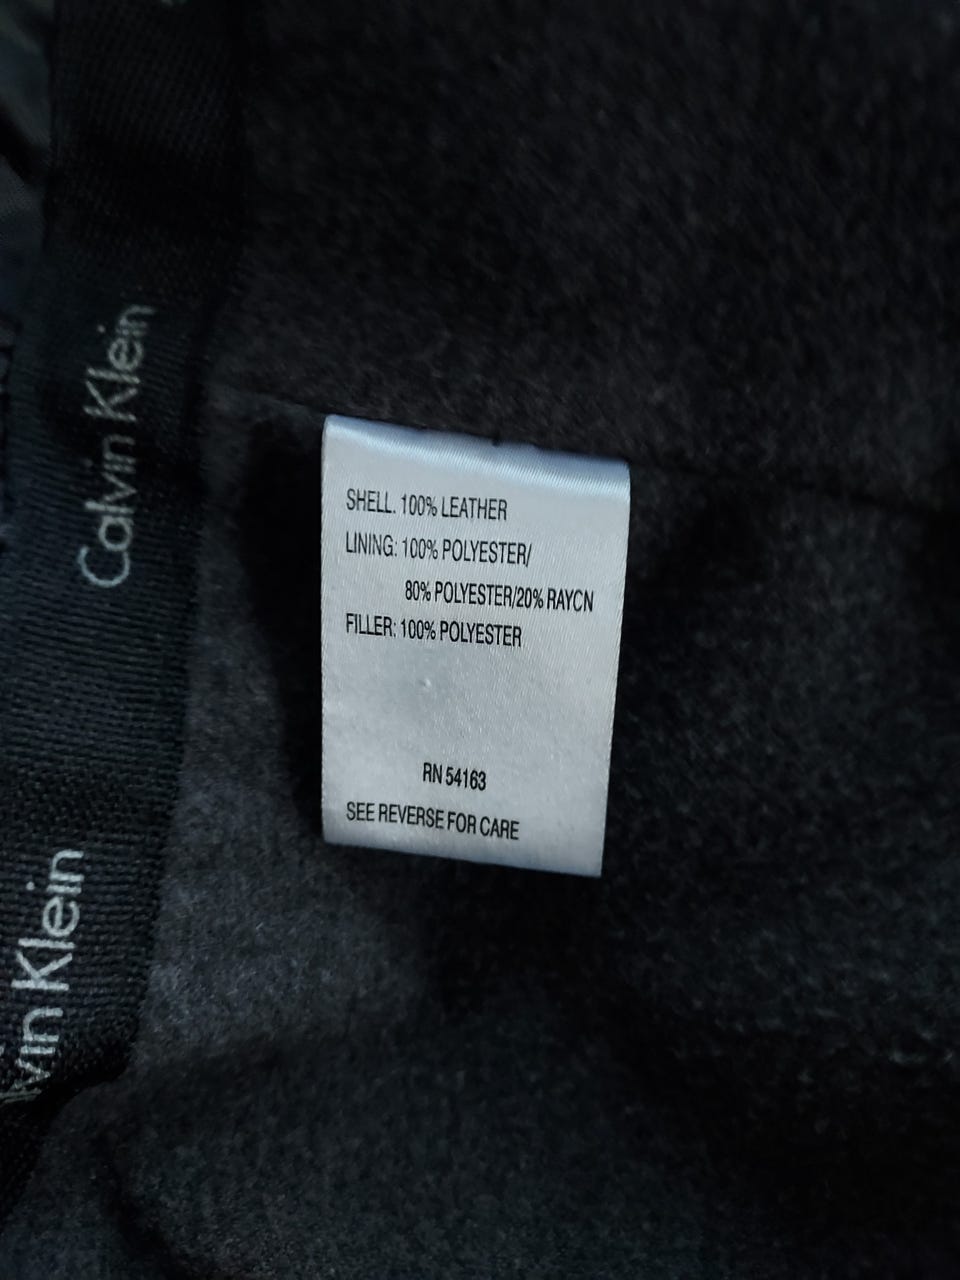 Calvin Klein
vin Klein
SHELL. 100% LEATHER
LINING: 100% POLYESTER/
80% POLYESTER/20% RAYCN
FILLER: 100% POLYESTER
RN 54163
SEE REVERSE FOR CARE